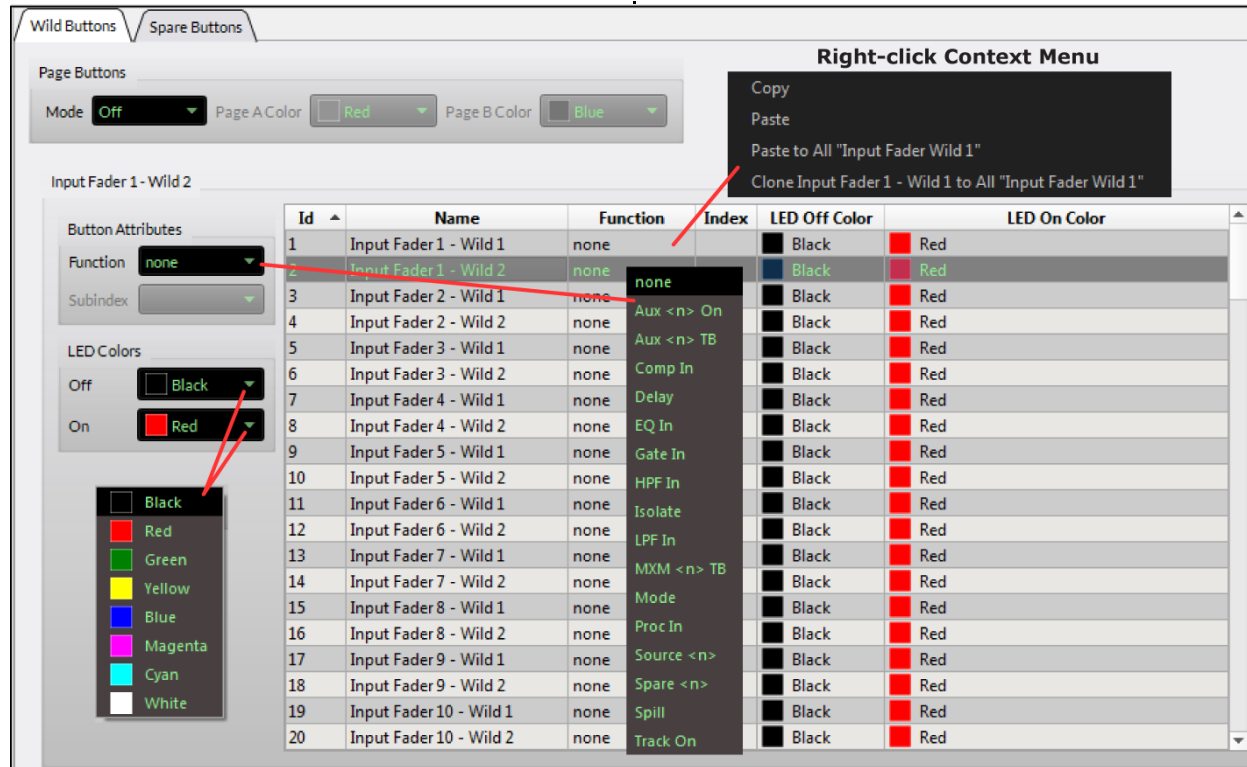 Wild Buttons
Spare Buttons
Right-click Context Menu
Page Buttons
Mode Off Page A Color Red Page B Color Blue
Copy
Paste
Paste to All "Input Fader Wild 1"
Clone Input Fader 1 - Wild 1 to All "Input Fader Wild 1"
Input Fader 1 - Wild 2
Button Attributes
Function none
Subindex
LED Colors
Off Black
On Red
Black
Red
Green
Yellow
Blue
Magenta
Cyan
White
Id Name Function Index LED Off Color LED On Color
1 Input Fader 1 - Wild 1 none Black Red
2 Input Fader 1 - Wild 2 none Black Red
3 Input Fader 2 - Wild 1 none Black Red
4 Input Fader 2 - Wild 2 none Black Red
5 Input Fader 3 - Wild 1 none Black Red
6 Input Fader 3 - Wild 2 none Black Red
7 Input Fader 4 - Wild 1 none Black Red
8 Input Fader 4 - Wild 2 none Black Red
9 Input Fader 5 - Wild 1 none Black Red
10 Input Fader 5 - Wild 2 none Black Red
11 Input Fader 6 - Wild 1 none Black Red
12 Input Fader 6 - Wild 2 none Black Red
13 Input Fader 7 - Wild 1 none Black Red
14 Input Fader 7 - Wild 2 none Black Red
15 Input Fader 8 - Wild 1 none Black Red
16 Input Fader 8 - Wild 2 none Black Red
17 Input Fader 9 - Wild 1 none Black Red
18 Input Fader 9 - Wild 2 none Black Red
19 Input Fader 10 - Wild 1 none Black Red
20 Input Fader 10 - Wild 2 none Black Red
none
Aux <n> On
Aux <n> TB
Comp In
Delay
EQ In
Gate In
HPF In
Isolate
LPF In
MXM <n> TB
Mode
Proc In
Source <n>
Spare <n>
Spill
Track On